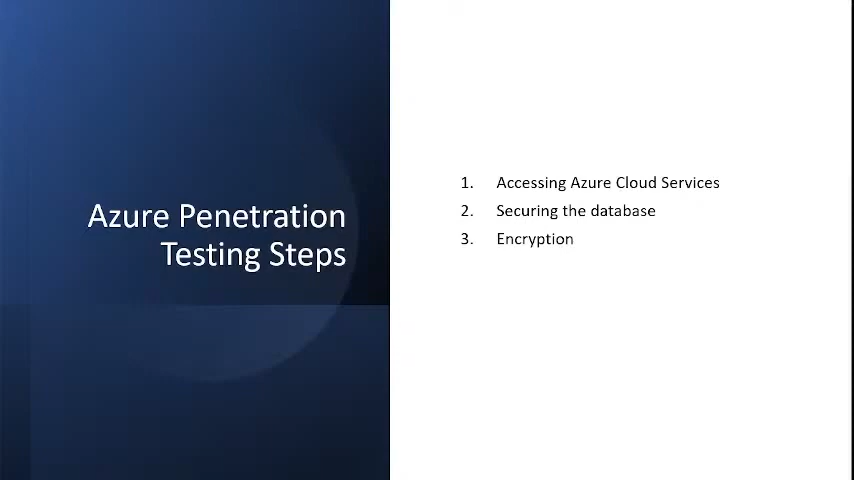 Azure Penetration
Testing Steps
1. Accessing Azure Cloud Services
2. Securing the database
3. Encryption